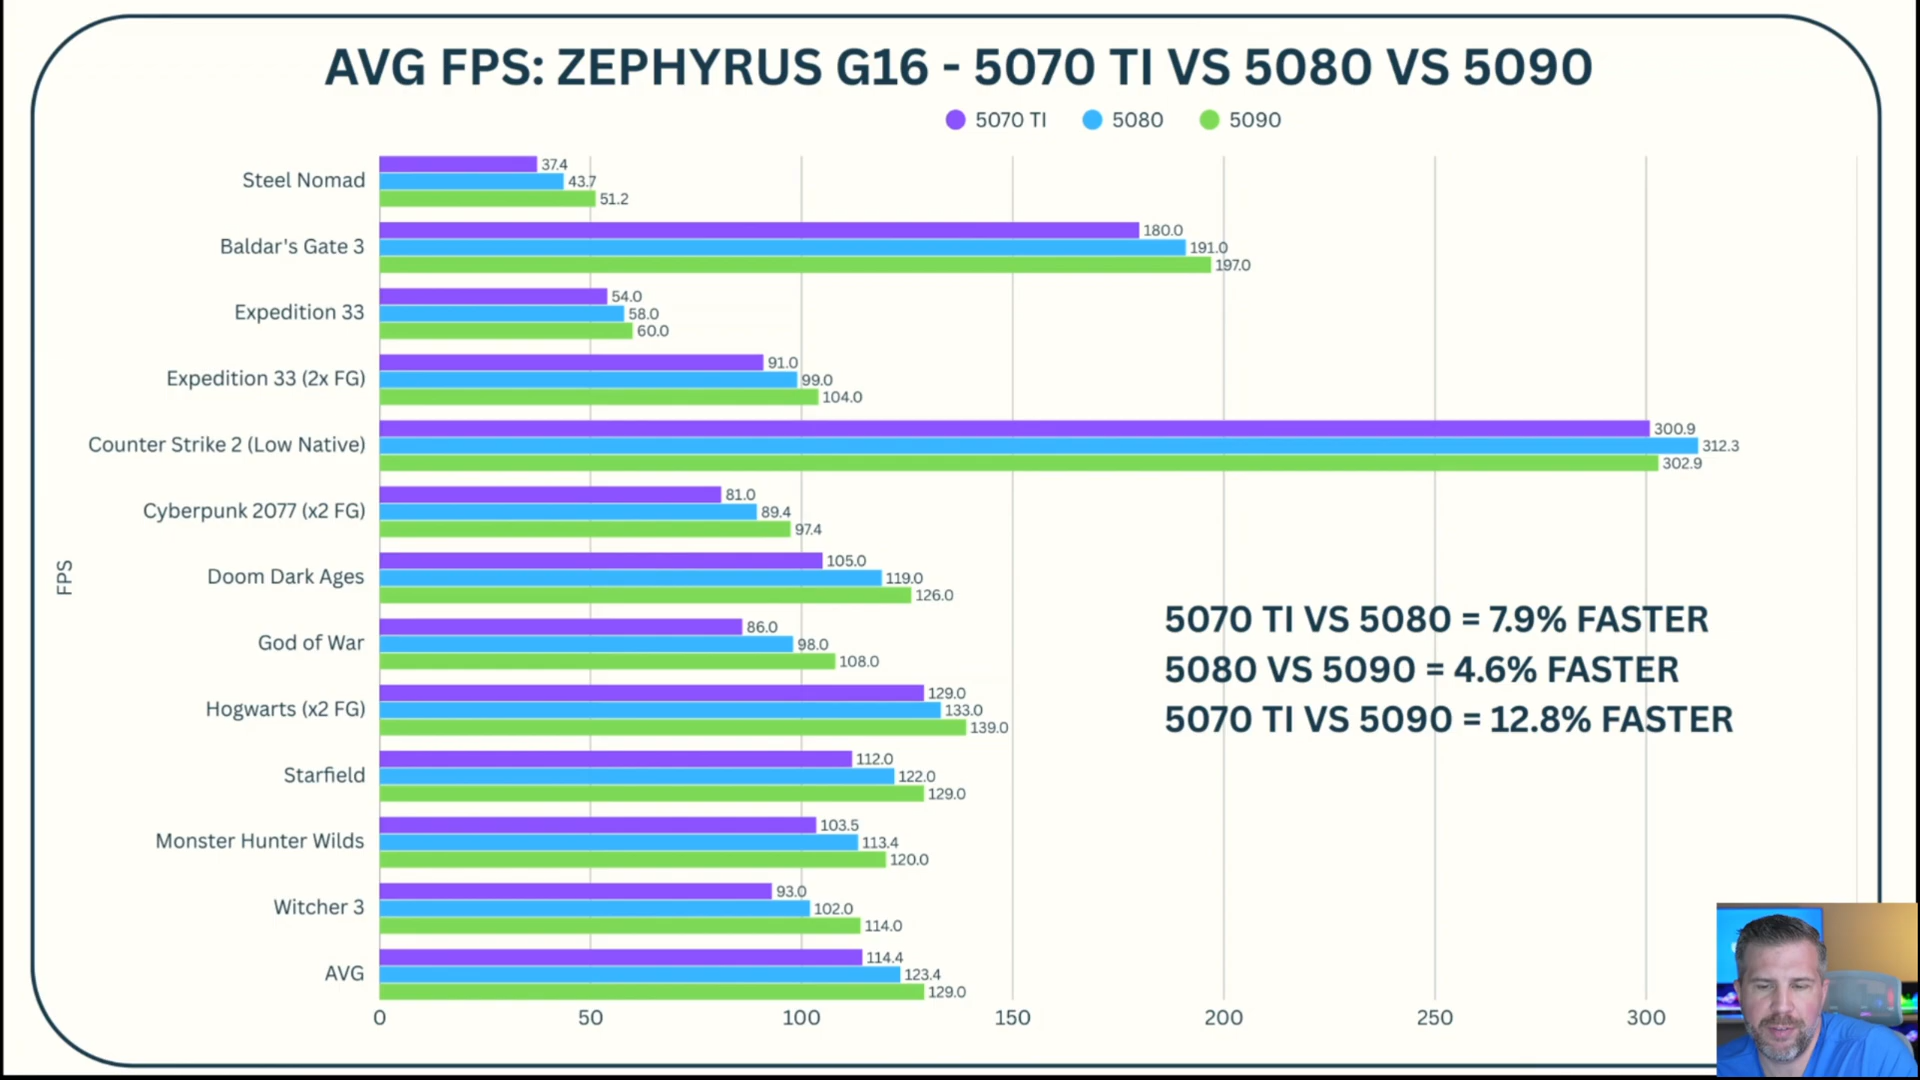 AVG FPS: ZEPHYRUS G16 - 5070 TI VS 5080 VS 5090
5070 TI 5080 5090
Steel Nomad 37.4 43.7 51.2
Baldar's Gate 3 180.0 191.0 197.0
Expedition 33 54.0 58.0 60.0
Expedition 33 (2x FG) 91.0 99.0 104.0
Counter Strike 2 (Low Native) 300.9 312.3 302.9
Cyberpunk 2077 (x2 FG) 81.0 89.4 97.4
FPS
Doom Dark Ages 105.0 119.0 126.0
God of War 86.0 98.0 108.0
Hogwarts (x2 FG) 129.0 133.0 139.0
Starfield 112.0 122.0 129.0
Monster Hunter Wilds 103.5 113.4 120.0
Witcher 3 93.0 102.0 114.0
AVG 114.4 123.4 129.0
0 50 100 150 200 250 300
5070 TI VS 5080 = 7.9% FASTER
5080 VS 5090 = 4.6% FASTER
5070 TI VS 5090 = 12.8% FASTER